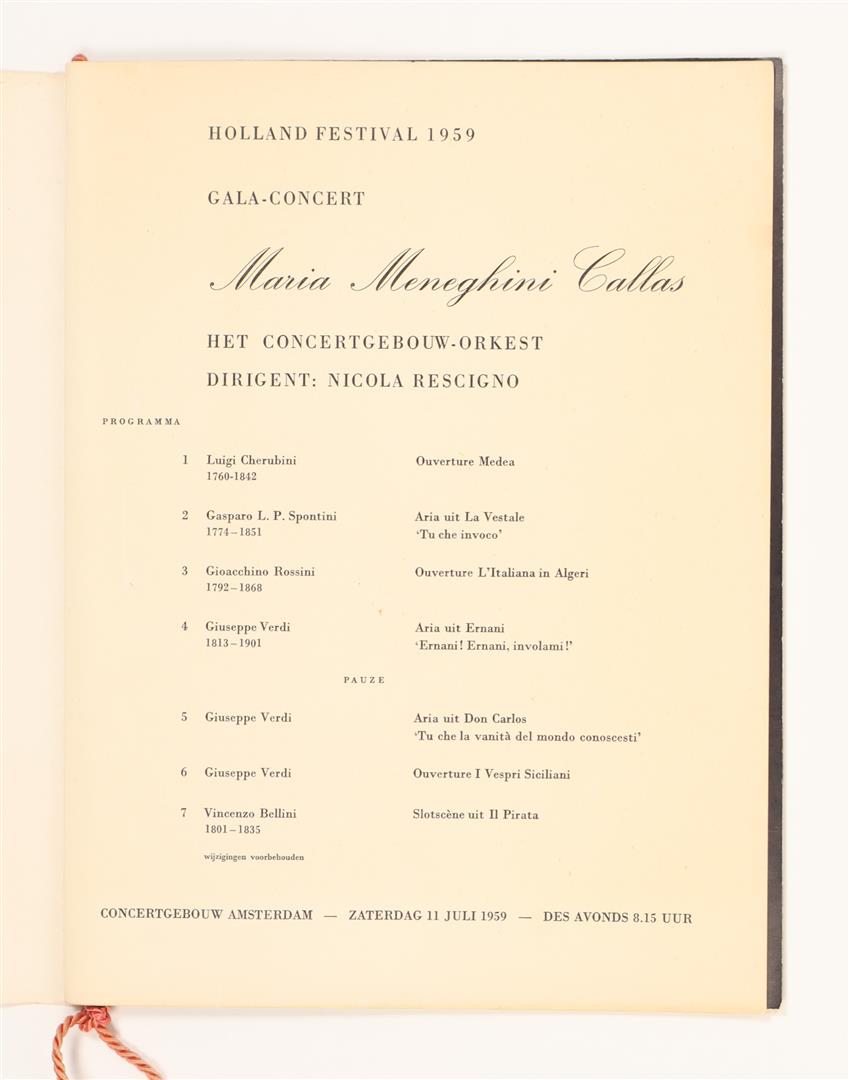 HOLLAND FESTIVAL 1959
GALA-CONCERT
Maria Meneghini Callas
HET CONCERTGEBOUW-ORKEST
DIRIGENT: NICOLA RESCIGNO
PROGRAMMA
1 Luigi Cherubini Ouverture Medea
1760-1842
2 Gasparo L. P. Spontini Aria uit La Vestale
1774–1851 ‘Tu che invoco’
3 Gioacchino Rossini Ouverture L’Italiana in Algeri
1792–1868
4 Giuseppe Verdi Aria uit Ernani
1813–1901 ‘Ernani! Ernani, involami!’
PAUZE
5 Giuseppe Verdi Aria uit Don Carlos
‘Tu che la vanità del mondo conoscesti’
6 Giuseppe Verdi Ouverture I Vespri Siciliani
7 Vincenzo Bellini Slotscène uit Il Pirata
1801–1835
wijzigingen voorbehouden
CONCERTGEBOUW AMSTERDAM — ZATERDAG 11 JULI 1959 — DES AVONDS 8.15 UUR